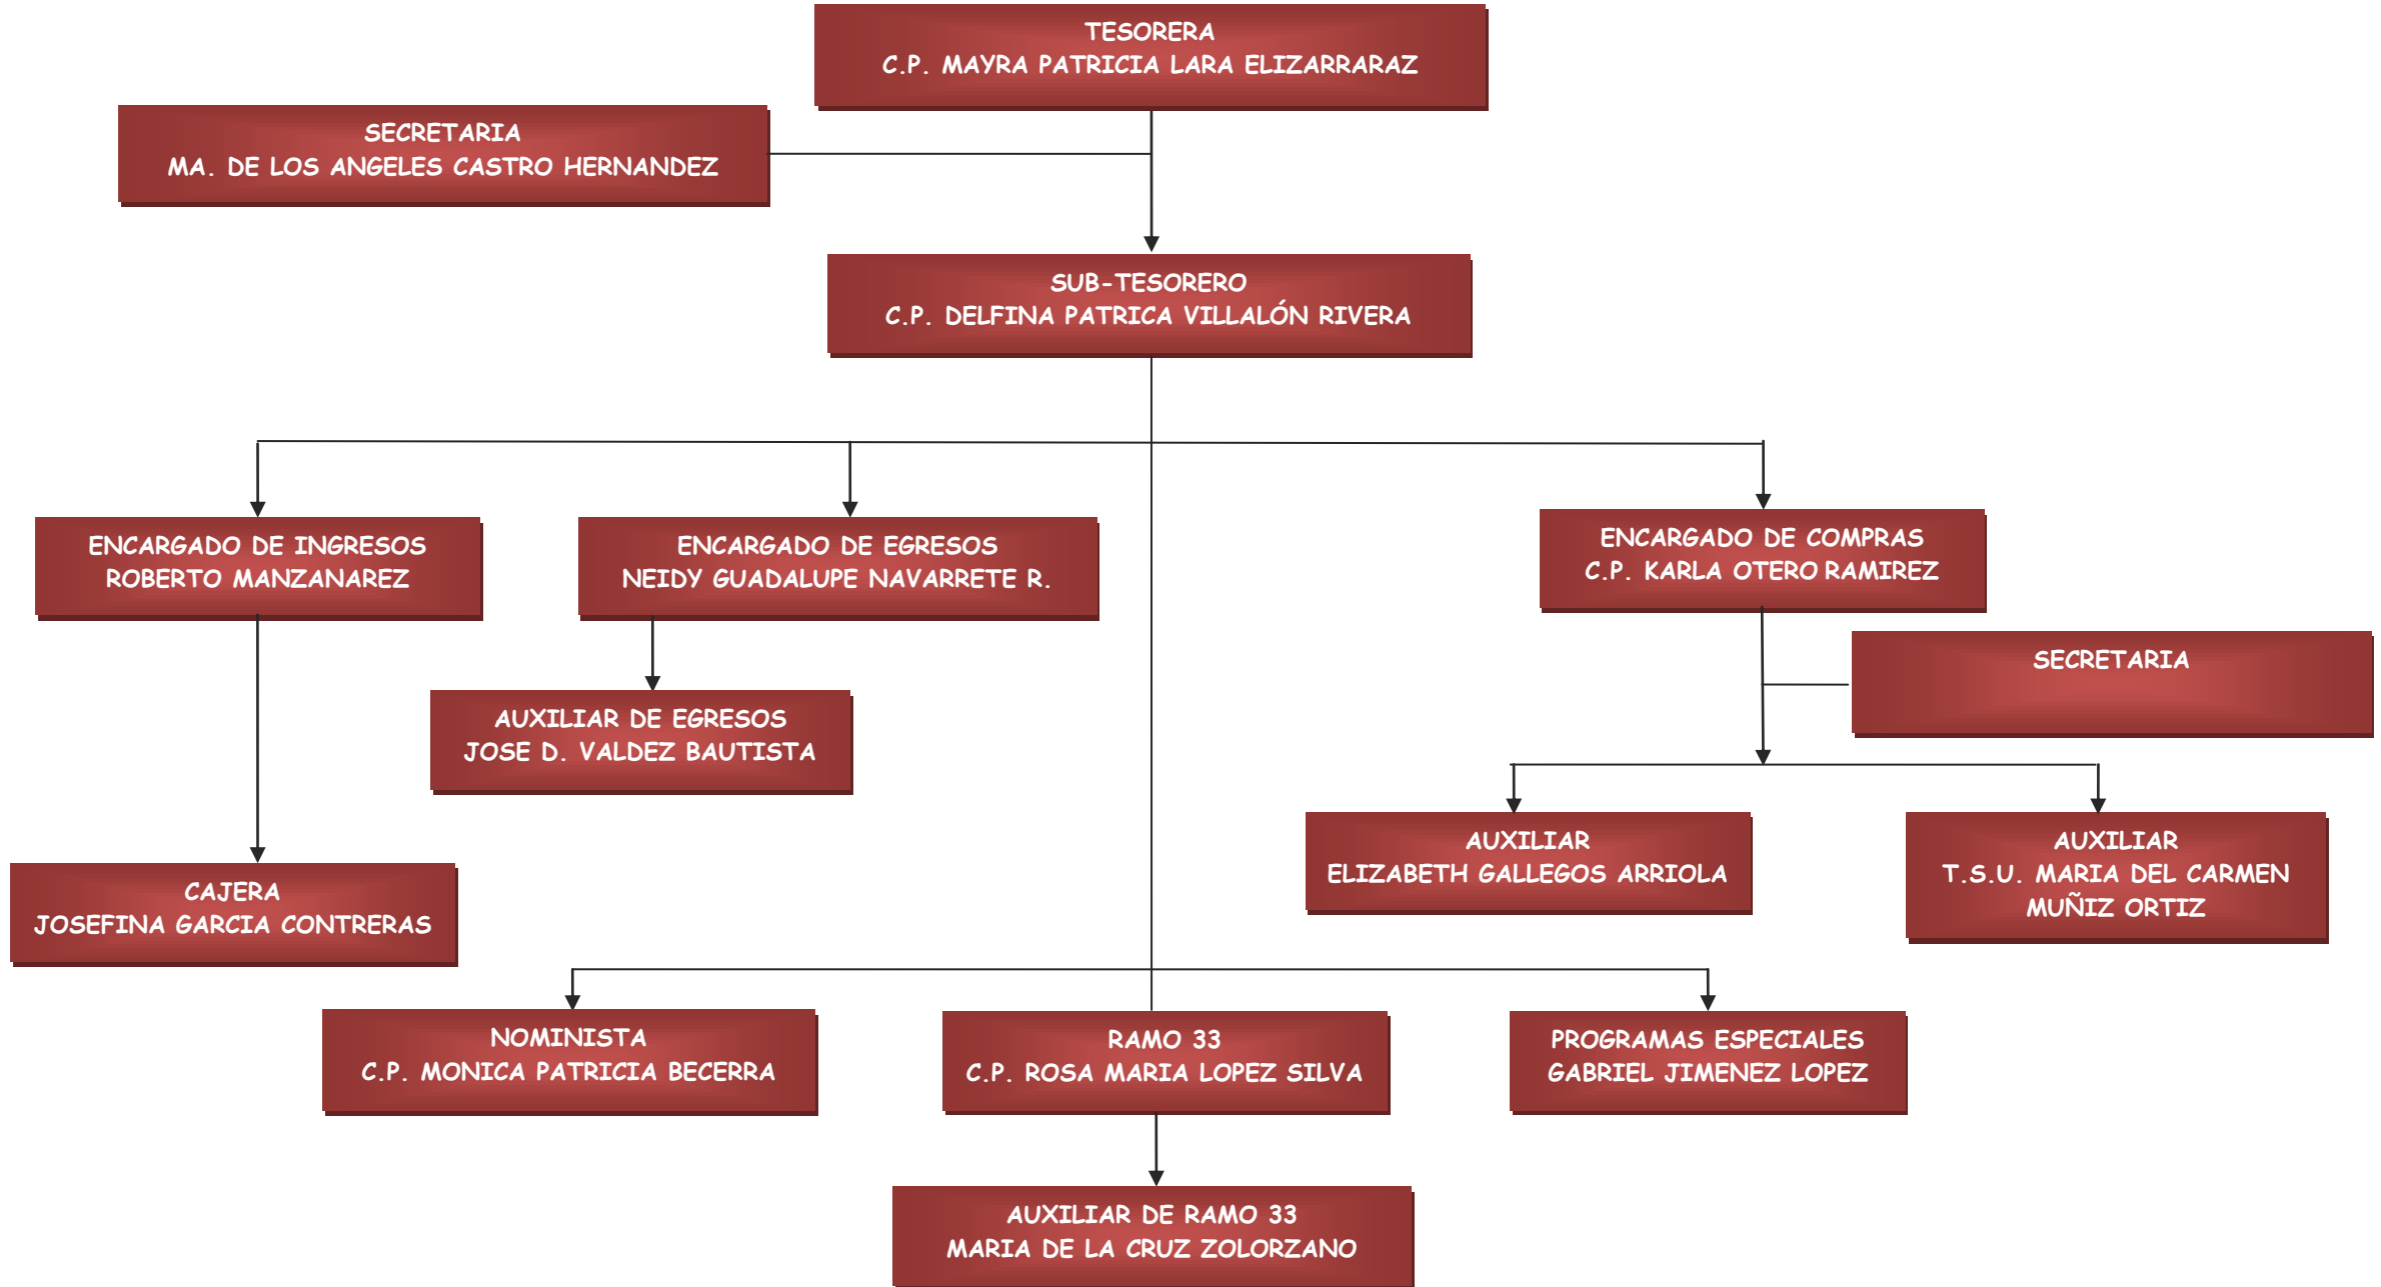 TESORERA
C.P. MAYRA PATRICIA LARA ELIZARRARAZ
SECRETARIA
MA. DE LOS ANGELES CASTRO HERNANDEZ
SUB-TESORERO
C.P. DELFINA PATRICA VILLALÓN RIVERA
ENCARGADO DE INGRESOS
ROBERTO MANZANAREZ
ENCARGADO DE EGRESOS
NEIDY GUADALUPE NAVARRETE R.
ENCARGADO DE COMPRAS
C.P. KARLA OTERO RAMIREZ
SECRETARIA
AUXILIAR DE EGRESOS
JOSE D. VALDEZ BAUTISTA
AUXILIAR
ELIZABETH GALLEGOS ARRIOLA
AUXILIAR
T.S.U. MARIA DEL CARMEN
MUÑIZ ORTIZ
CAJERA
JOSEFINA GARCIA CONTRERAS
NOMINISTA
C.P. MONICA PATRICIA BECERRA
RAMO 33
C.P. ROSA MARIA LOPEZ SILVA
PROGRAMAS ESPECIALES
GABRIEL JIMENEZ LOPEZ
AUXILIAR DE RAMO 33
MARIA DE LA CRUZ ZOLORZANO